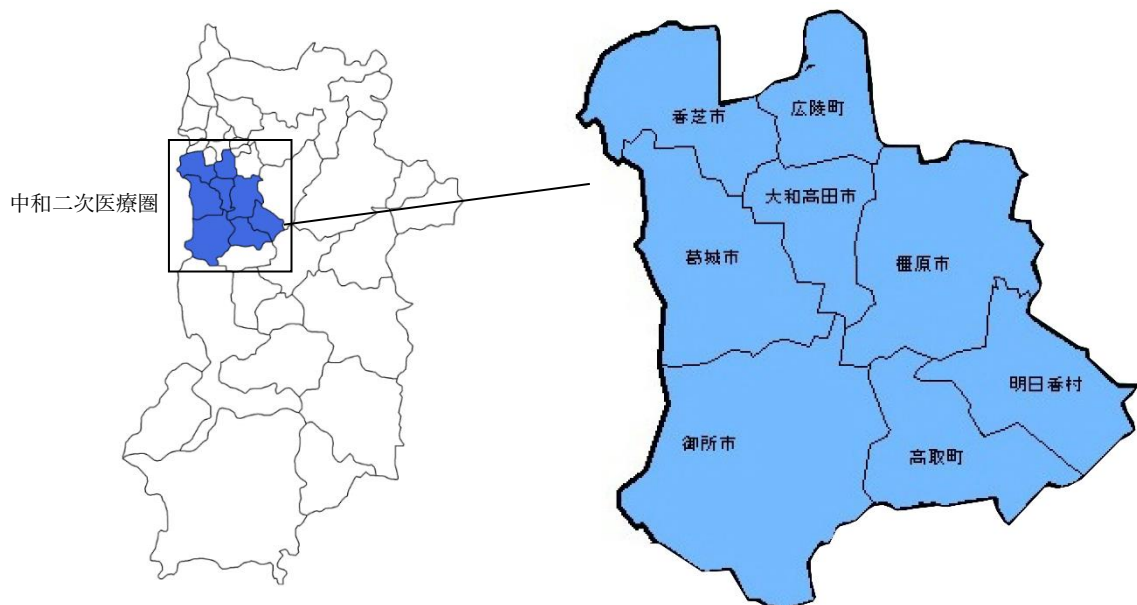 中和二次医療圏
香芝市
広陵町
大和高田市
葛城市
橿原市
明日香村
御所市
高取町